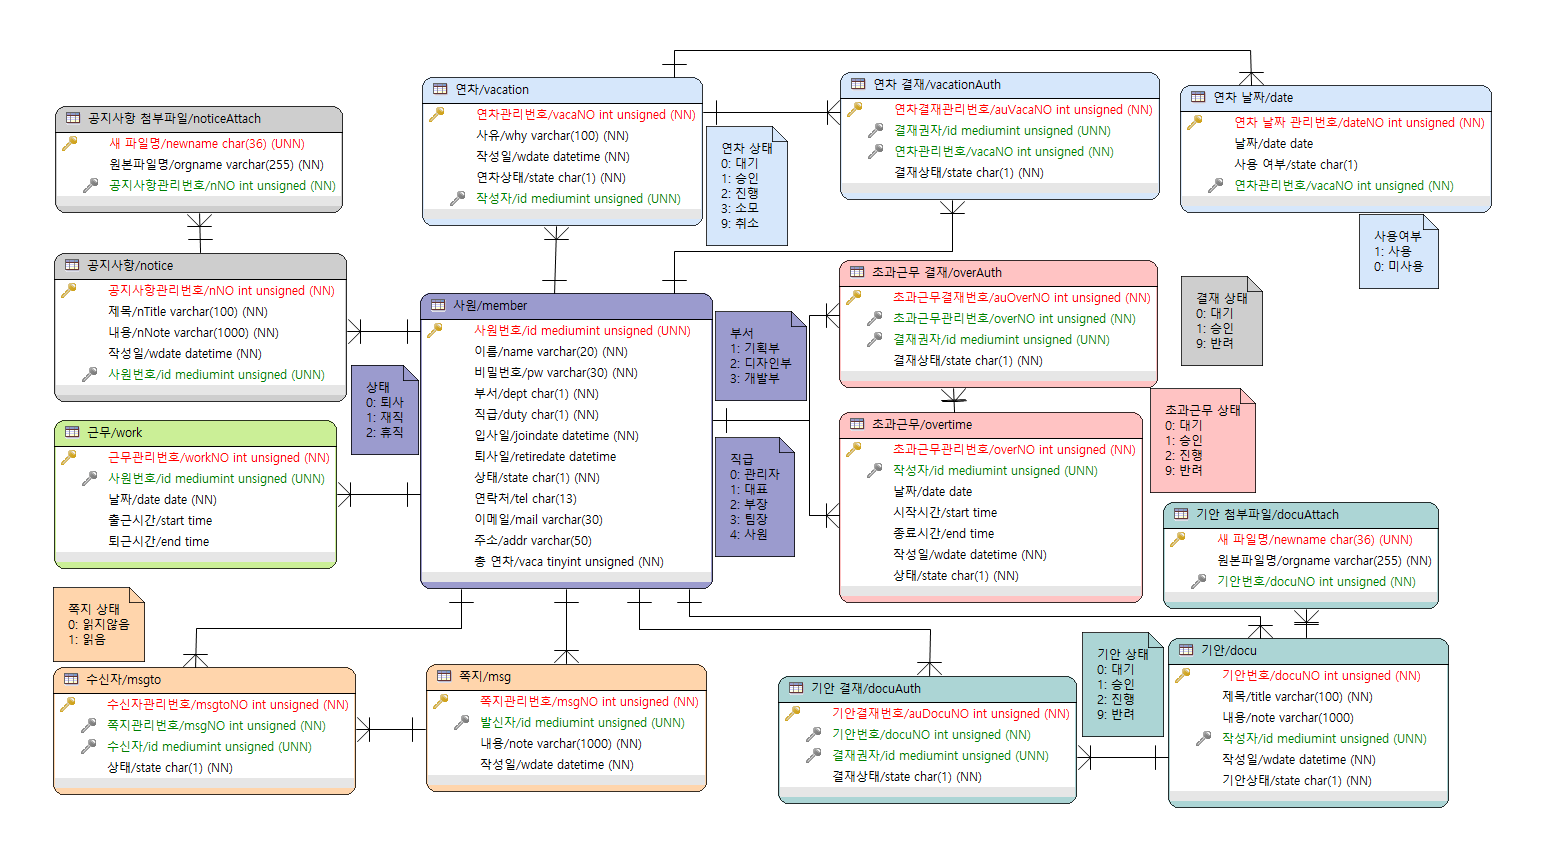 공지사항 첨부파일/noticeAttach
새 파일명/newname char(36) (UNN)
원본파일명/orgname varchar(255) (NN)
공지사항관리번호/nNO int unsigned (NN)
연차/vacation
연차관리번호/vacaNO int unsigned (NN)
사유/why varchar(100) (NN)
작성일/wdate datetime (NN)
연차상태/state char(1) (NN)
작성자/id mediumint unsigned (UNN)
연차 상태
0: 대기
1: 승인
2: 진행
3: 소모
9: 취소
연차 결재/vacationAuth
연차결재관리번호/auVacaNO int unsigned (NN)
결재권자/id mediumint unsigned (UNN)
연차관리번호/vacaNO int unsigned (NN)
결재상태/state char(1) (NN)
연차 날짜/date
연차 날짜 관리번호/dateNO int unsigned (NN)
날짜/date date
사용 여부/state char(1)
연차관리번호/vacaNO int unsigned (NN)
사용여부
1: 사용
0: 미사용
공지사항/notice
공지사항관리번호/nNO int unsigned (NN)
제목/nTitle varchar(100) (NN)
내용/nNote varchar(1000) (NN)
작성일/wdate datetime (NN)
사원번호/id mediumint unsigned (UNN)
상태
0: 퇴사
1: 재직
2: 휴직
사원/member
사원번호/id mediumint unsigned (UNN)
이름/name varchar(20) (NN)
비밀번호/pw varchar(30) (NN)
부서/dept char(1) (NN)
직급/duty char(1) (NN)
입사일/joindate datetime (NN)
퇴사일/retiredate datetime
상태/state char(1) (NN)
연락처/tel char(13)
이메일/mail varchar(30)
주소/addr varchar(50)
총 연차/vaca tinyint unsigned (NN)
부서
1: 기획부
2: 디자인부
3: 개발부
직급
0: 관리자
1: 대표
2: 부장
3: 팀장
4: 사원
초과근무 결재/overAuth
초과근무결재번호/auOverNO int unsigned (NN)
초과근무관리번호/overNO int unsigned (NN)
결재권자/id mediumint unsigned (UNN)
결재상태/state char(1) (NN)
결재 상태
0: 대기
1: 승인
9: 반려
초과근무/overtime
초과근무관리번호/overNO int unsigned (NN)
작성자/id mediumint unsigned (UNN)
날짜/date date
시작시간/start time
종료시간/end time
작성일/wdate datetime (NN)
상태/state char(1) (NN)
초과근무 상태
0: 대기
1: 승인
2: 진행
9: 반려
근무/work
근무관리번호/workNO int unsigned (NN)
사원번호/id mediumint unsigned (UNN)
날짜/date date (NN)
출근시간/start time
퇴근시간/end time
기안 첨부파일/docuAttach
새 파일명/newname char(36) (UNN)
원본파일명/orgname varchar(255) (NN)
기안번호/docuNO int unsigned (NN)
쪽지 상태
0: 읽지않음
1: 읽음
수신자/msgto
수신자관리번호/msgtoNO int unsigned (NN)
쪽지관리번호/msgNO int unsigned (NN)
수신자/id mediumint unsigned (UNN)
상태/state char(1) (NN)
쪽지/msg
쪽지관리번호/msgNO int unsigned (NN)
발신자/id mediumint unsigned (UNN)
내용/note varchar(1000) (NN)
작성일/wdate datetime (NN)
기안 결재/docuAuth
기안결재번호/auDocuNO int unsigned (NN)
기안번호/docuNO int unsigned (NN)
결재권자/id mediumint unsigned (UNN)
결재상태/state char(1) (NN)
기안 상태
0: 대기
1: 승인
2: 진행
9: 반려
기안/docu
기안번호/docuNO int unsigned (NN)
제목/title varchar(100) (NN)
내용/note varchar(1000)
작성자/id mediumint unsigned (UNN)
작성일/wdate datetime (NN)
기안상태/state char(1) (NN)